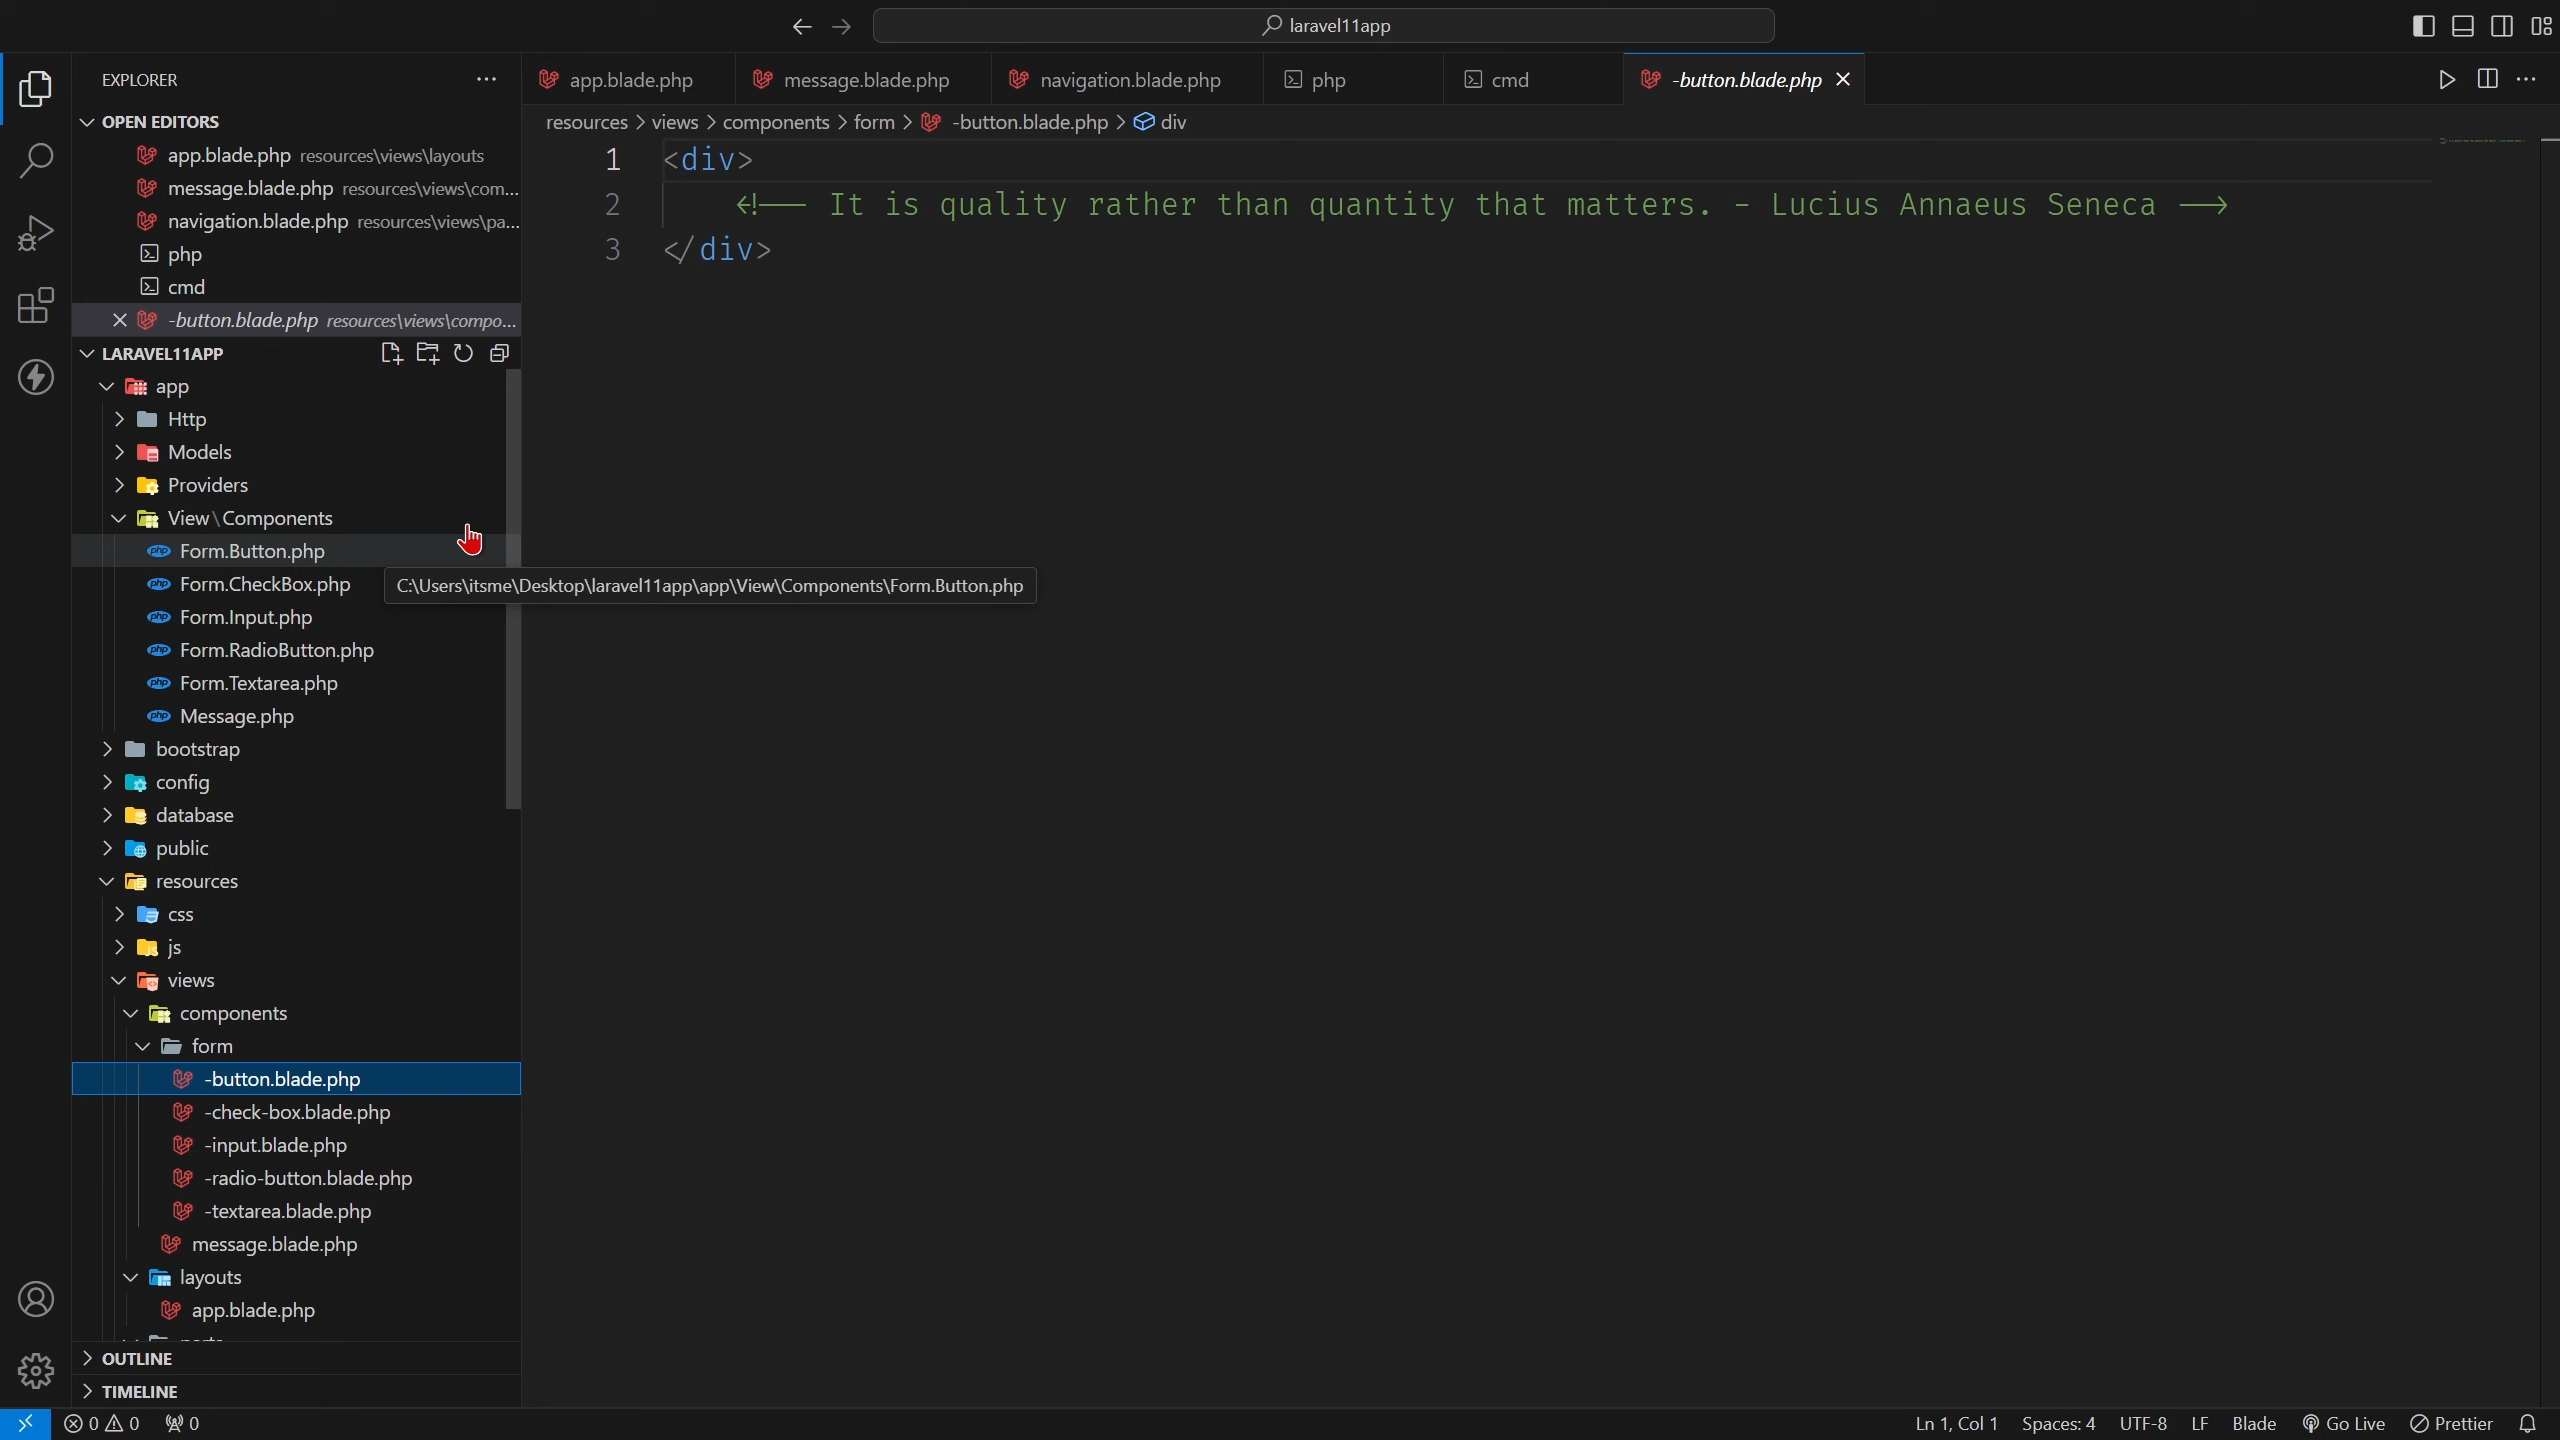 laravel11app
EXPLORER
OPEN EDITORS
app.blade.php resources\views\layouts
message.blade.php resources\views\com...
navigation.blade.php resources\views\pa...
php
cmd
-button.blade.php resources\views\compo...
LARAVEL11APP
app
Http
Models
Providers
View\Components
Form.Button.php
Form.CheckBox.php
Form.Input.php
Form.RadioButton.php
Form.Textarea.php
Message.php
bootstrap
config
database
public
resources
css
js
views
components
form
-button.blade.php
-check-box.blade.php
-input.blade.php
-radio-button.blade.php
-textarea.blade.php
message.blade.php
layouts
app.blade.php
OUTLINE
TIMELINE
app.blade.php message.blade.php navigation.blade.php php cmd -button.blade.php
resources > views > components > form > -button.blade.php > div
1 <div>
2 <!-- It is quality rather than quantity that matters. - Lucius Annaeus Seneca -->
3 </div>
C:\Users\itsme\Desktop\laravel11app\app\View\Components\Form.Button.php
0 0 0 Ln 1, Col 1 Spaces: 4 UTF-8 LF Blade Go Live Prettier